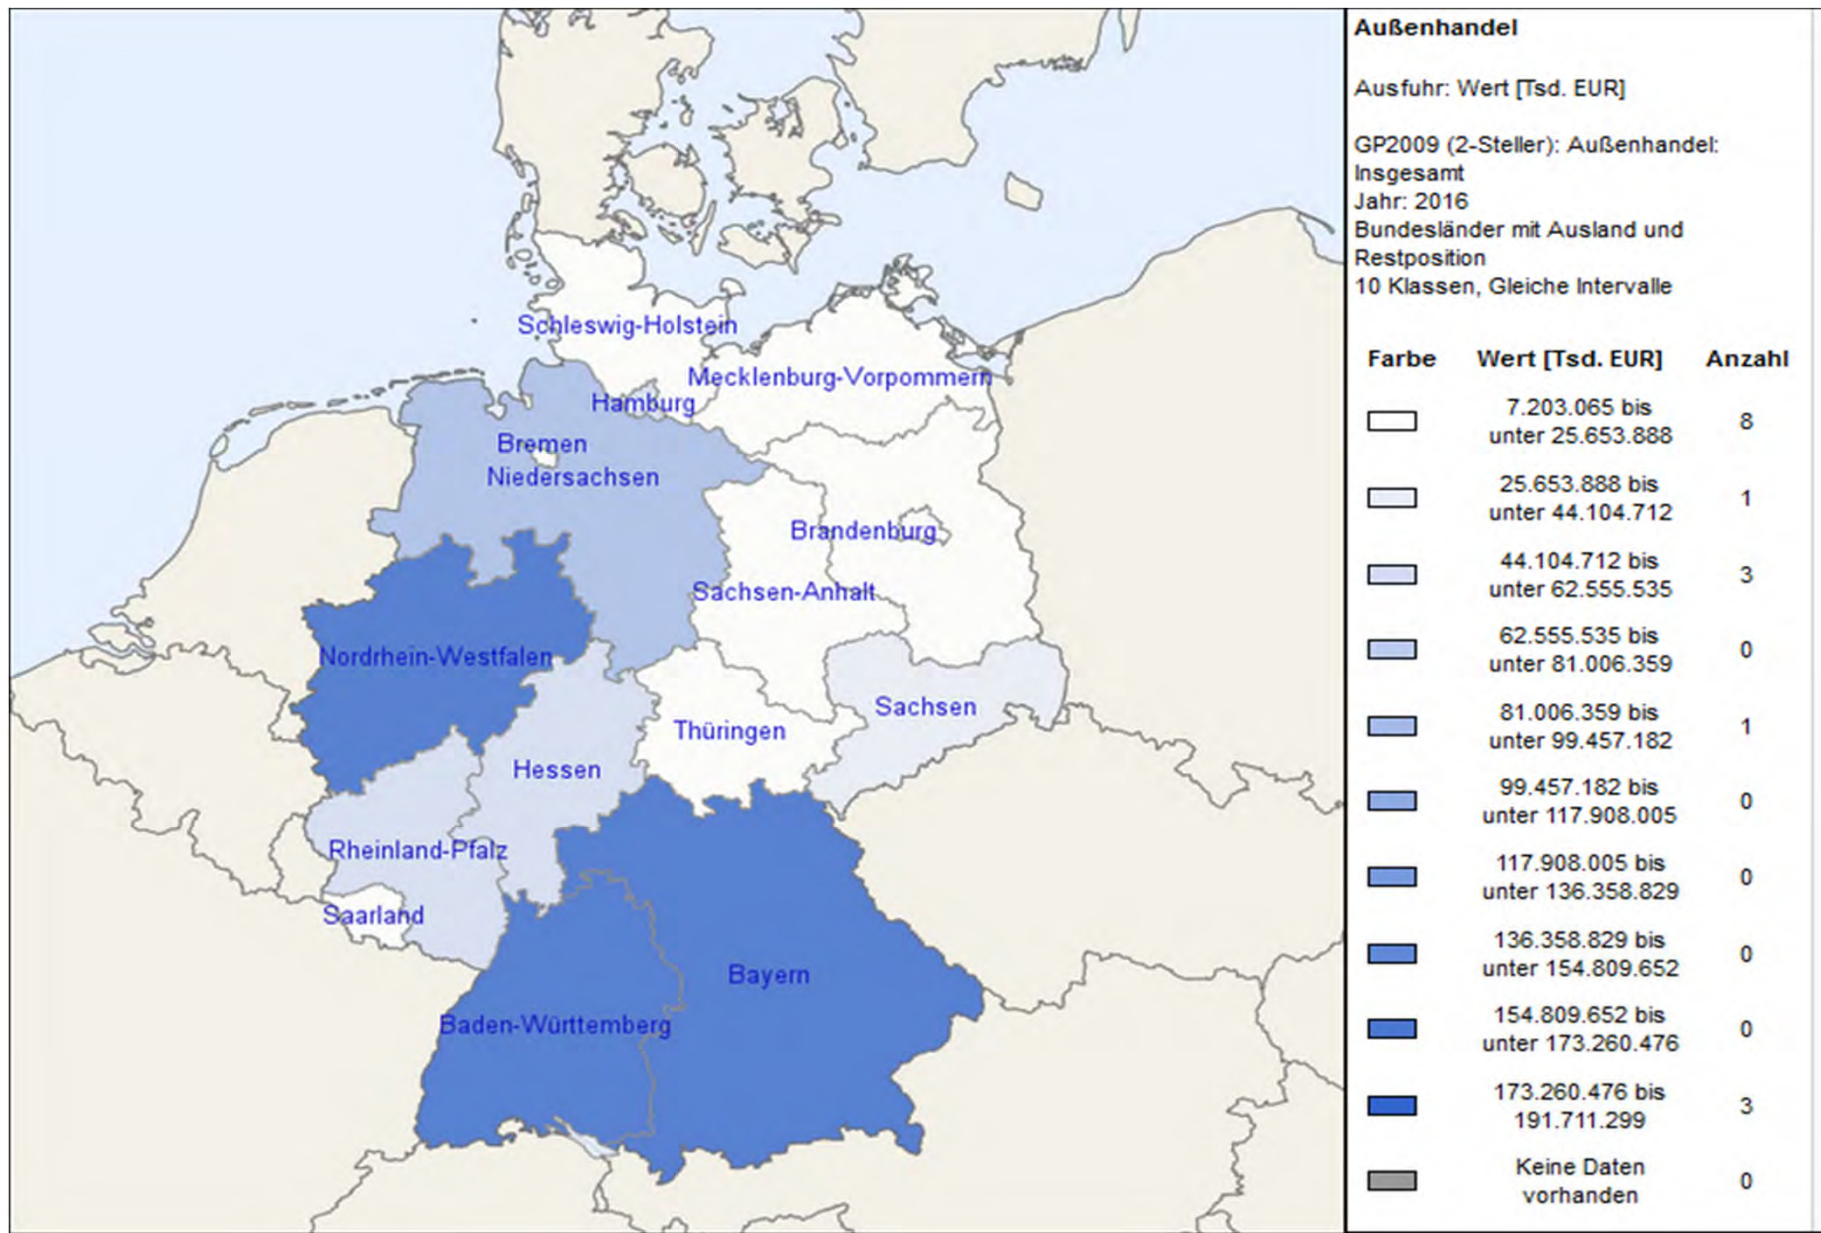 Schleswig-Holstein
Mecklenburg-Vorpommern
Hamburg
Bremen
Niedersachsen
Brandenburg
Sachsen-Anhalt
Nordrhein-Westfalen
Sachsen
Thüringen
Hessen
Rheinland-Pfalz
Saarland
Bayern
Baden-Württemberg
Außenhandel
Ausfuhr: Wert [Tsd. EUR]
GP2009 (2-Steller): Außenhandel:
Insgesamt
Jahr: 2016
Bundesländer mit Ausland und
Restposition
10 Klassen, Gleiche Intervalle
Farbe Wert [Tsd. EUR] Anzahl
7.203.065 bis
unter 25.653.888 8
25.653.888 bis
unter 44.104.712 1
44.104.712 bis
unter 62.555.535 3
62.555.535 bis
unter 81.006.359 0
81.006.359 bis
unter 99.457.182 1
99.457.182 bis
unter 117.908.005 0
117.908.005 bis
unter 136.358.829 0
136.358.829 bis
unter 154.809.652 0
154.809.652 bis
unter 173.260.476 0
173.260.476 bis
191.711.299 3
Keine Daten
vorhanden 0